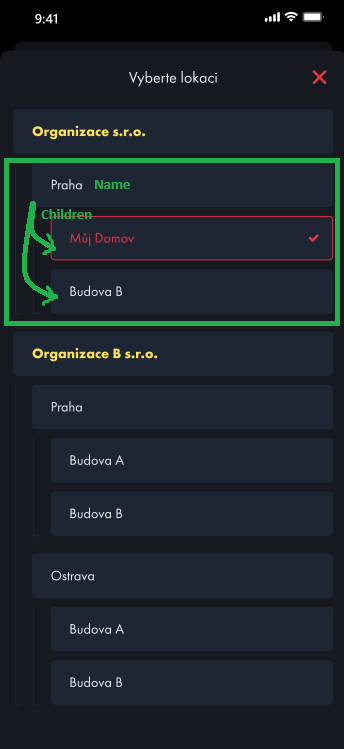 9:41
Vyberte lokaci
Organizace s.r.o.
Praha Name
Children
Můj Domov
Budova B
Organizace B s.r.o.
Praha
Budova A
Budova B
Ostrava
Budova A
Budova B